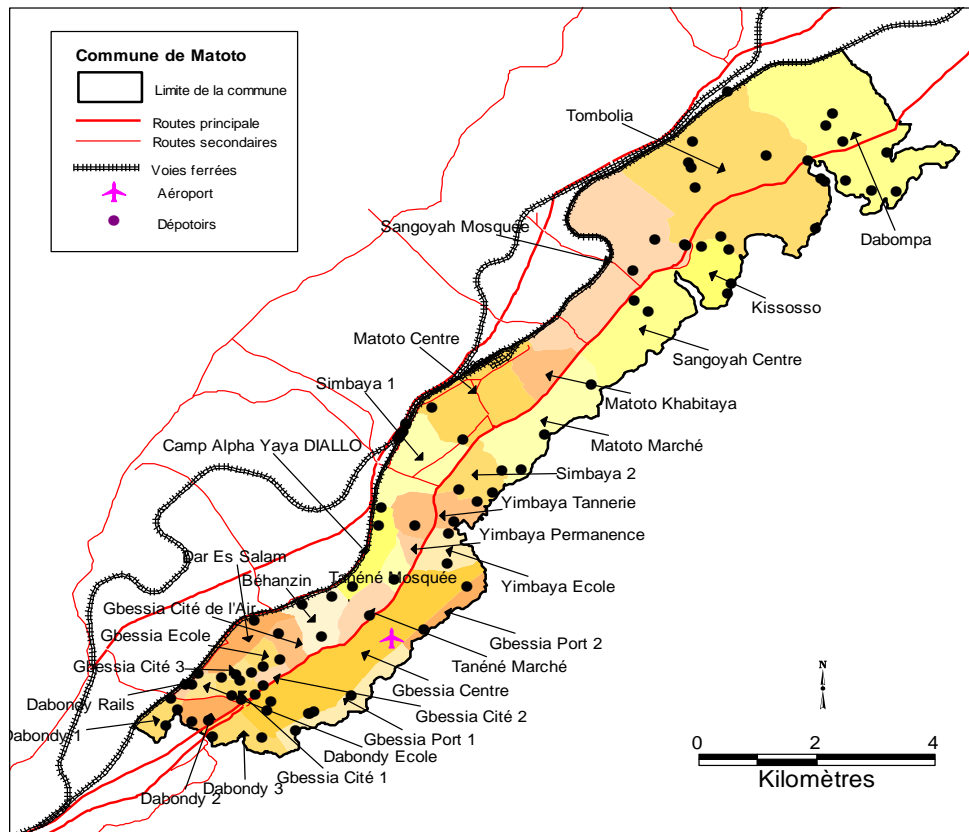 Commune de Matoto
Limite de la commune
Routes principale
Routes secondaires
Voies ferrées
Aéroport
Dépotoirs
Tombolia
Sangoyah Mosquée
Dabompa
Kissosso
Matoto Centre
Sangoyah Centre
Simbaya 1
Matoto Khabitaya
Camp Alpha Yaya DIALLO
Matoto Marché
Simbaya 2
Yimbaya Tannerie
Yimbaya Permanence
Dar Es Salam
Béhanzin
Tanéné Mosquée
Yimbaya Ecole
Gbessia Cité de l'Air
Gbessia Ecole
Gbessia Port 2
Gbessia Cité 3
Tanéné Marché
Gbessia Centre
Dabondy Rails
Gbessia Cité 2
Dabondy 1
Gbessia Port 1
Dabondy Ecole
Gbessia Cité 1
Dabondy 3
Dabondy 2
N
0 2 4
Kilomètres